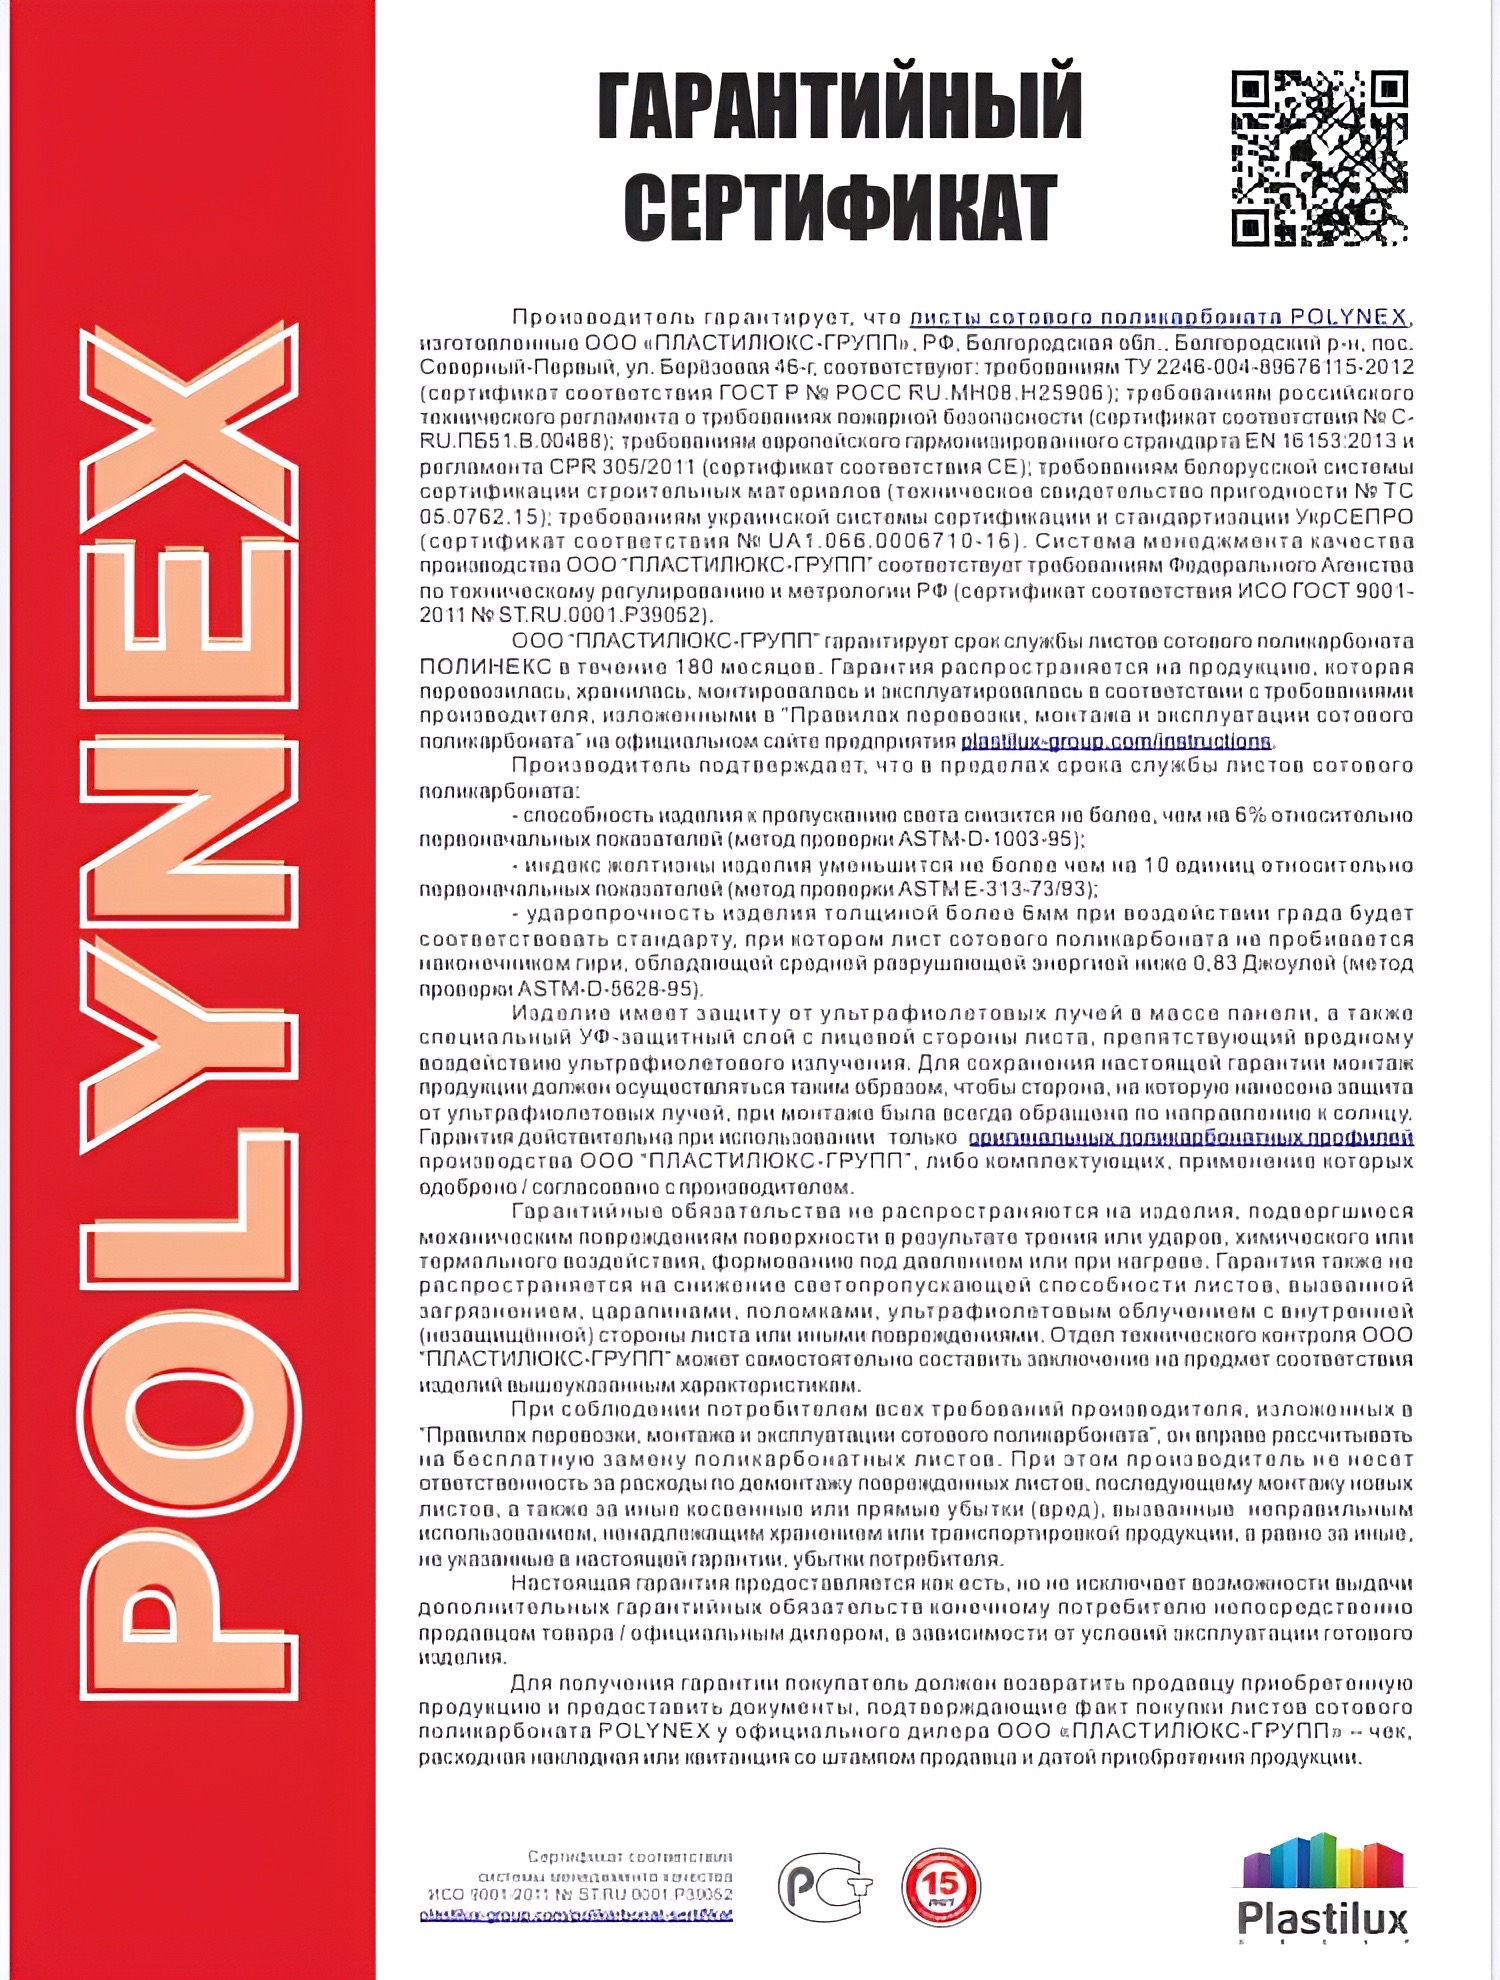 ГАРАНТИЙНЫЙ
СЕРТИФИКАТ
POLYNEX
Производитель гарантирует, что листы сотового поликарбоната POLYNEX,
изготовленные ООО «ПЛАСТИЛЮКС-ГРУПП», РФ, Белгородская обл., Белгородский р-н, пос.
Северный-Первый, ул. Берёзовая 46-г, соответствуют: требованиям ТУ 2246-004-89676115-2012
(сертификат соответствия ГОСТ Р № РОСС RU.МН08.Н25906); требованиям российского
технического регламента о требованиях пожарной безопасности (сертификат соответствия № С-
RU.ПБ51.В.00488); требованиям европейского гармонизированного страндарта EN 16153:2013 и
регламента CPR 305/2011 (сертификат соответствия СЕ); требованиям белорусской системы
сертификации строительных материалов (техническое свидетельство пригодности № ТС
05.0762.15); требованиям украинской системы сертификации и стандартизации УкрСЕПРО
(сертификат соответствия № UA1.066.0006710-16). Система менеджмента качества
производства ООО "ПЛАСТИЛЮКС-ГРУПП" соответствует требованиям Федерального Агенства
по техническому регулированию и метрологии РФ (сертификат соответствия ИСО ГОСТ 9001-
2011 № ST.RU.0001.P39052).
ООО "ПЛАСТИЛЮКС-ГРУПП" гарантирует срок службы листов сотового поликарбоната
ПОЛИНЕКС в течение 180 месяцев. Гарантия распространяется на продукцию, которая
перевозилась, хранилась, монтировалась и эксплуатировалась в соответствии с требованиями
производителя, изложенными в "Правилах перевозки, монтажа и эксплуатации сотового
поликарбоната" на официальном сайте предприятия plastilux-group.com/instructions.
Производитель подтверждает, что в пределах срока службы листов сотового
поликарбоната:
- способность изделия к пропусканию света снизится не более, чем на 6% относительно
первоначальных показателей (метод проверки ASTM-D-1003-95);
- индекс желтизны изделия уменьшится не более чем на 10 единиц относительно
первоначальных показателей (метод проверки ASTM E-313-73/93);
- ударопрочность изделия толщиной более 6мм при воздействии града будет
соответствовать стандарту, при котором лист сотового поликарбоната не пробивается
наконечником гири, обладающей средней разрушающей энергией ниже 0,83 Джоулей (метод
проверки ASTM-D-5628-95).
Изделие имеет защиту от ультрафиолетовых лучей в массе панели, а также
специальный УФ-защитный слой с лицевой стороны листа, препятствующий вредному
воздействию ультрафиолетового излучения. Для сохранения настоящей гарантии монтаж
продукции должен осуществляться таким образом, чтобы сторона, на которую нанесена защита
от ультрафиолетовых лучей, при монтаже была всегда обращена по направлению к солнцу.
Гарантия действительна при использовании только оригинальных поликарбонатных профилей
производства ООО "ПЛАСТИЛЮКС-ГРУПП", либо комплектующих, применение которых
одобрено / согласовано с производителем.
Гарантийные обязательства не распространяются на изделия, подвергшиеся
механическим повреждениям поверхности в результате трения или ударов, химического или
термального воздействия, формованию под давлением или при нагреве. Гарантия также не
распространяется на снижение светопропускающей способности листов, вызванной
загрязнением, царапинами, поломками, ультрафиолетовым облучением с внутренней
(незащищённой) стороны листа или иными повреждениями. Отдел технического контроля ООО
"ПЛАСТИЛЮКС-ГРУПП" может самостоятельно составить заключение на предмет соответствия
изделий вышеуказанным характеристикам.
При соблюдении потребителем всех требований производителя, изложенных в
"Правилах перевозки, монтажа и эксплуатации сотового поликарбоната", он вправе рассчитывать
на бесплатную замену поликарбонатных листов. При этом производитель не несет
ответственность за расходы по демонтажу поврежденных листов, последующему монтажу новых
листов, а также за иные косвенные или прямые убытки (вред), вызванные неправильным
использованием, ненадлежащим хранением или транспортировкой продукции, а равно за иные,
не указанные в настоящей гарантии, убытки потребителя.
Настоящая гарантия предоставляется как есть, но не исключает возможности выдачи
дополнительных гарантийных обязательств конечному потребителю непосредственно
продавцом товара / официальным дилером, в зависимости от условий эксплуатации готового
изделия.
Для получения гарантии покупатель должен возвратить продавцу приобретенную
продукцию и предоставить документы, подтверждающие факт покупки листов сотового
поликарбоната POLYNEX у официального дилера ООО «ПЛАСТИЛЮКС-ГРУПП» – чек,
расходная накладная или квитанция со штампом продавца и датой приобретения продукции.
Сертификат соответствия
системы менеджмента качества
ИСО 9001-2011 № ST.RU.0001.P39052
РСТ
15
лет
Plastilux